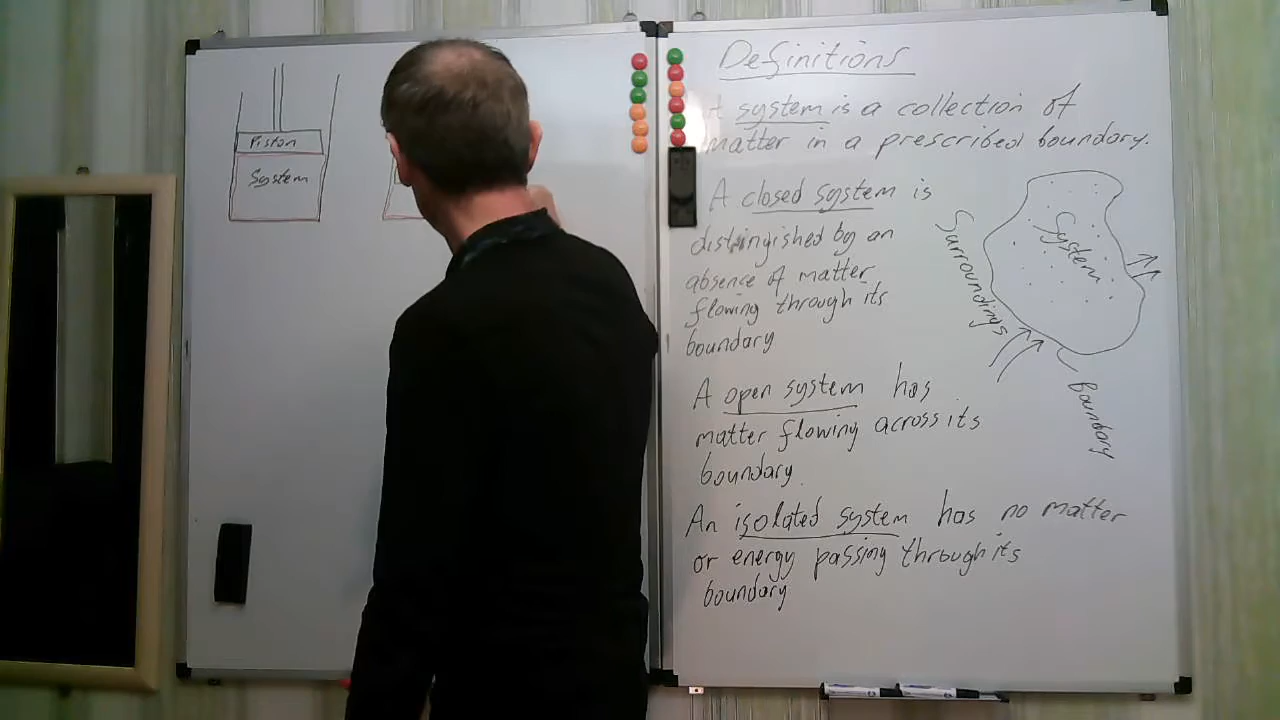 Piston
System
Definitions
A system is a collection of
matter in a prescribed boundary.
A closed system is
distingished by an
absence of matter
flowing through its
boundary
A open system has
matter flowing across its
boundary.
An isolated system has no matter
or energy passing through its
boundary
System
Surroundings
Boundary